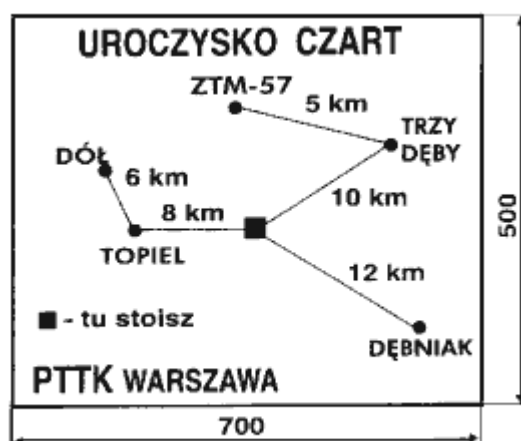 UROCZYSKO CZART
ZTM-57
5 km
TRZY
DĘBY
DÓŁ
6 km
10 km
8 km
TOPIEL
12 km
500
■ - tu stoisz
DĘBNIAK
PTTK WARSZAWA
700